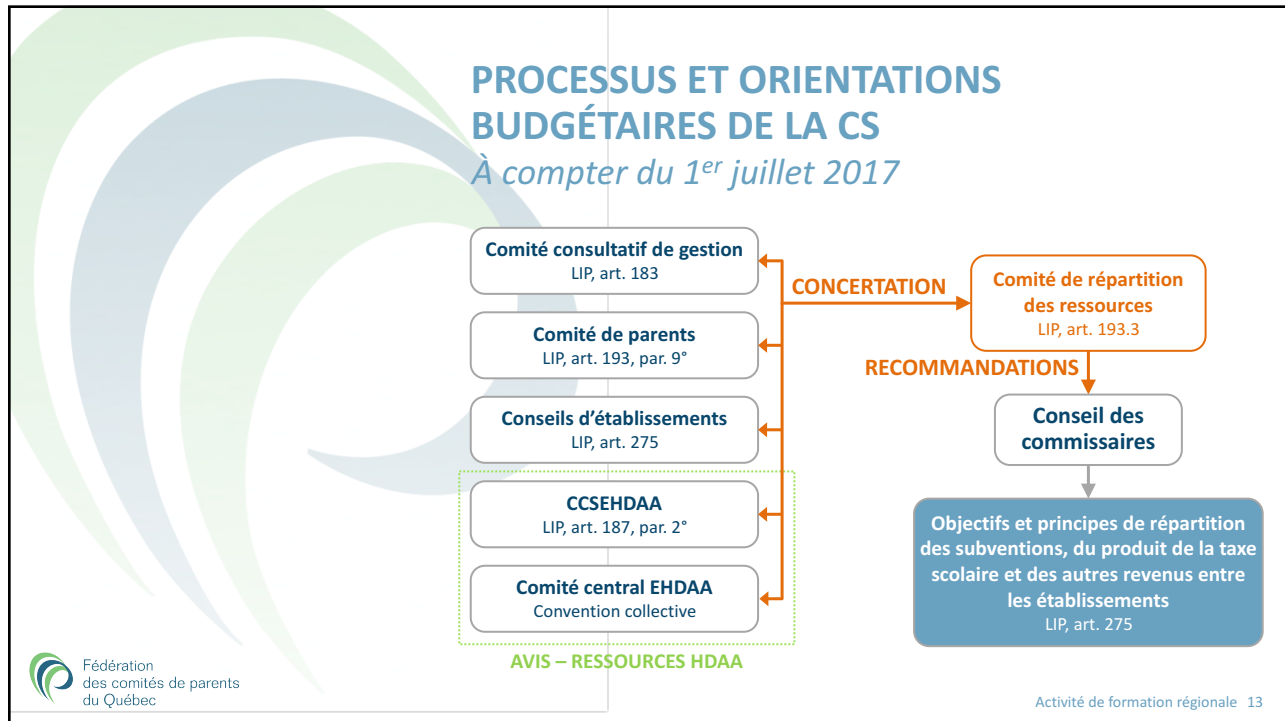 PROCESSUS ET ORIENTATIONS
BUDGÉTAIRES DE LA CS
À compter du 1er juillet 2017
Comité consultatif de gestion
LIP, art. 183
Comité de parents
LIP, art. 193, par. 9°
Conseils d’établissements
LIP, art. 275
CCSEHDAA
LIP, art. 187, par. 2°
Comité central EHDAA
Convention collective
AVIS – RESSOURCES HDAA
CONCERTATION
Comité de répartition
des ressources
LIP, art. 193.3
RECOMMANDATIONS
Conseil des
commissaires
Objectifs et principes de répartition
des subventions, du produit de la taxe
scolaire et des autres revenus entre
les établissements
LIP, art. 275
Fédération
des comités de parents
du Québec
Activité de formation régionale 13